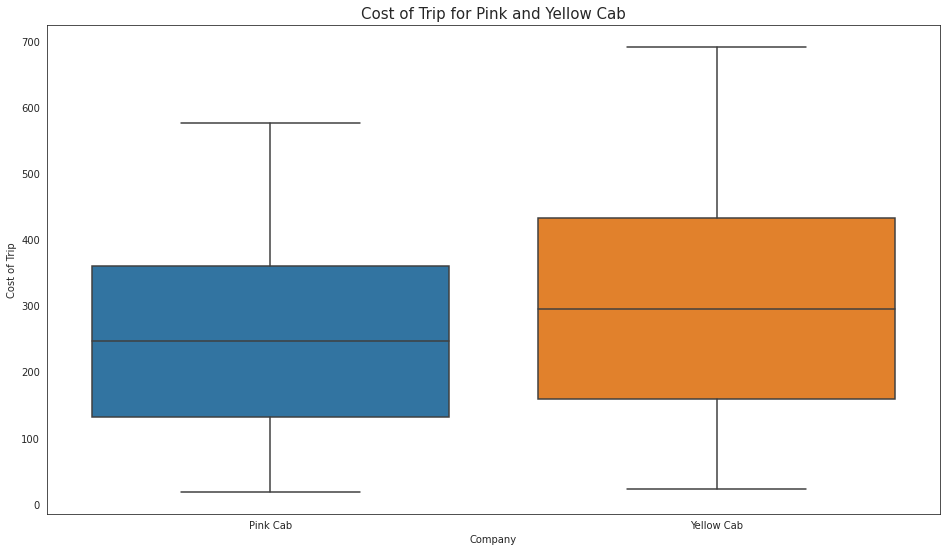 Cost of Trip for Pink and Yellow Cab
700
600
500
400
300
200
100
0
Cost of Trip
Pink Cab
Yellow Cab
Company